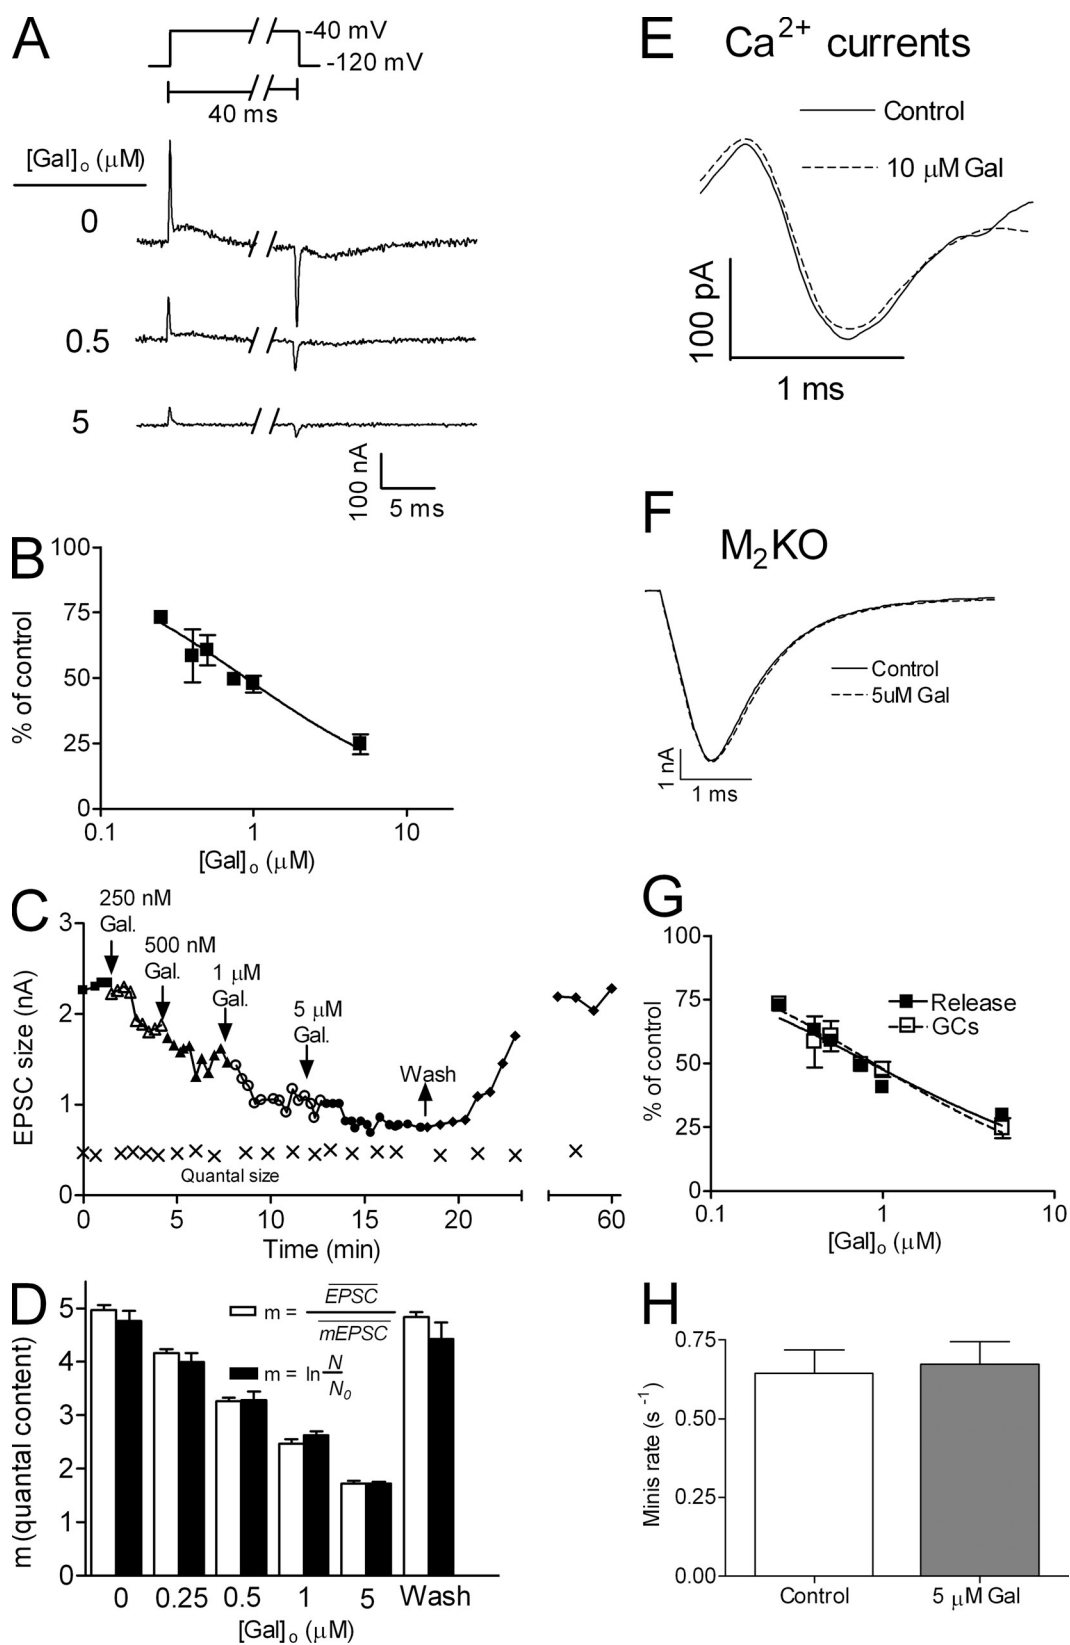 A
-40 mV
-120 mV
40 ms
[Gal]o (μM)
0
0.5
5
100 nA
5 ms
B
100
75
50
25
0
% of control
0.1
1
10
[Gal]o (μM)
C
250 nM
Gal.
500 nM
Gal.
1 μM
Gal.
5 μM
Gal.
Wash
Quantal size
EPSC size (nA)
3
2
1
0
0
5
10
15
20
60
Time (min)
D
m = EPSC
mEPSC
m = ln N
N0
m(quantal content)
5
4
3
2
1
0
0
0.25
0.5
1
5
Wash
[Gal]o (μM)
E
Ca2+ currents
Control
10 μM Gal
100 pA
1 ms
F
M2KO
Control
5uM Gal
1 nA
1 ms
G
100
75
50
25
0
% of control
Release
GCs
0.1
1
10
[Gal]o (μM)
H
0.75
0.50
0.25
0.00
Minis rate (s -1)
Control
5 μM Gal